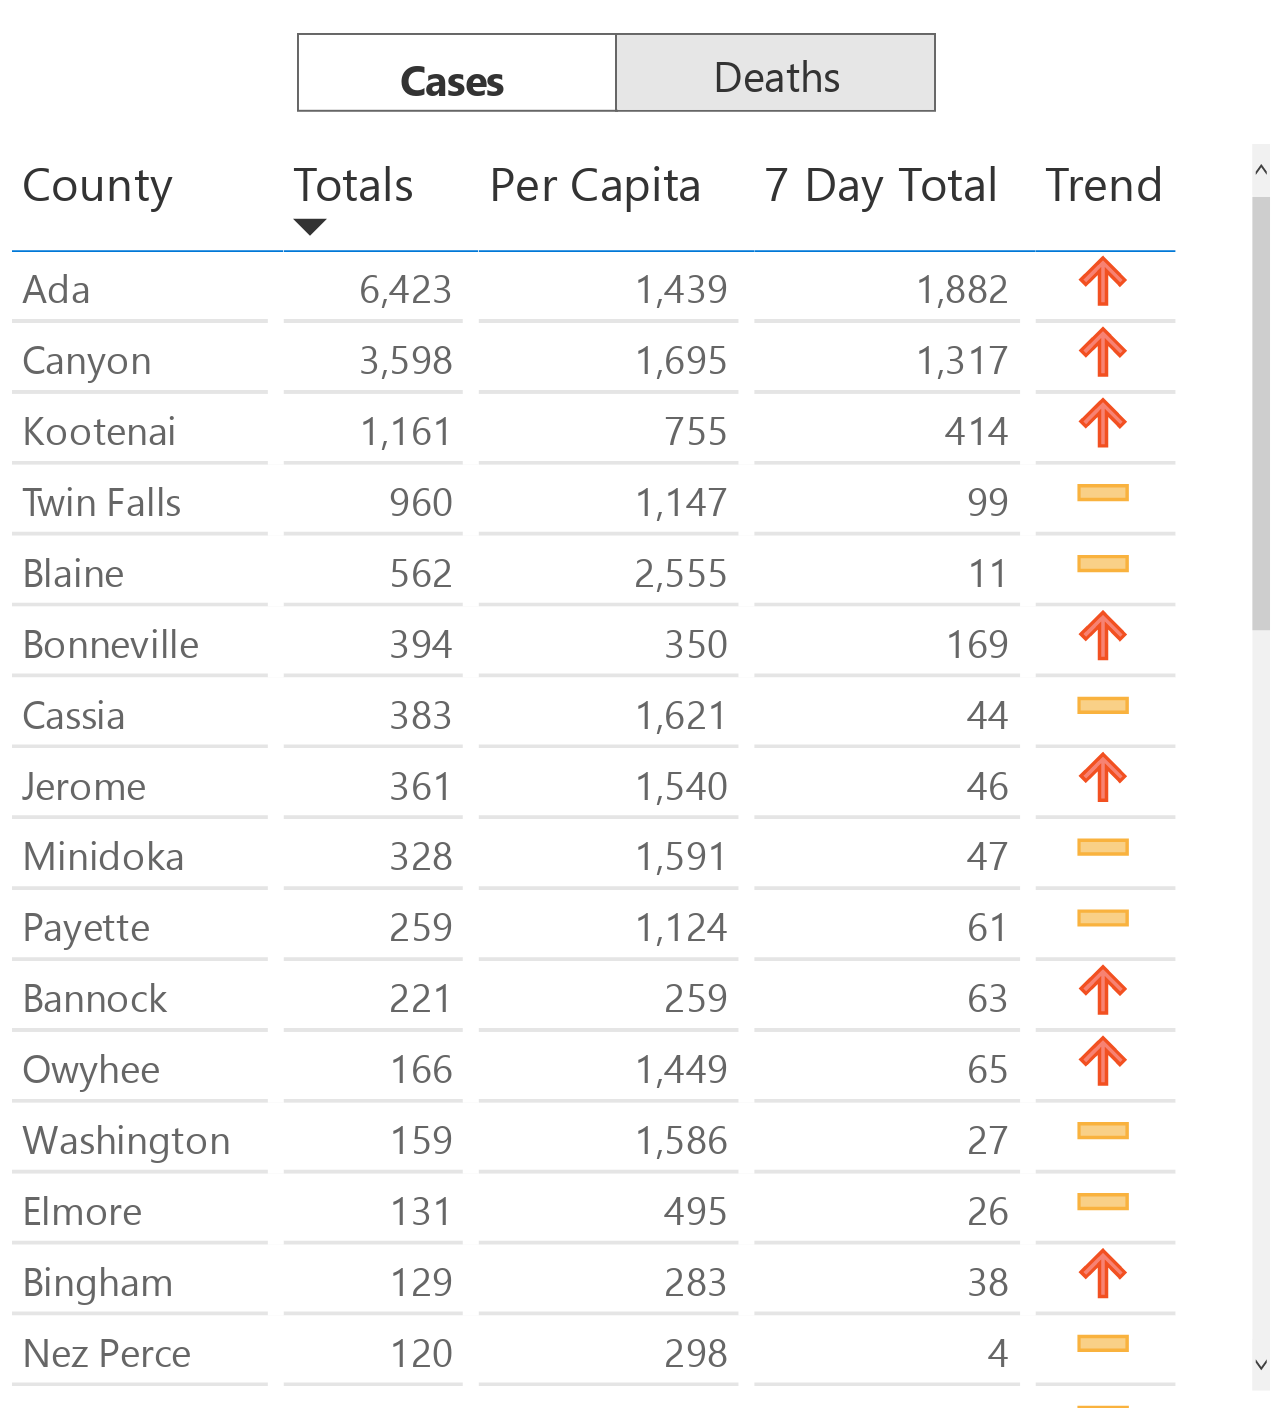 Cases Deaths
County Totals Per Capita 7 Day Total Trend
Ada 6,423 1,439 1,882
Canyon 3,598 1,695 1,317
Kootenai 1,161 755 414
Twin Falls 960 1,147 99
Blaine 562 2,555 11
Bonneville 394 350 169
Cassia 383 1,621 44
Jerome 361 1,540 46
Minidoka 328 1,591 47
Payette 259 1,124 61
Bannock 221 259 63
Owyhee 166 1,449 65
Washington 159 1,586 27
Elmore 131 495 26
Bingham 129 283 38
Nez Perce 120 298 4